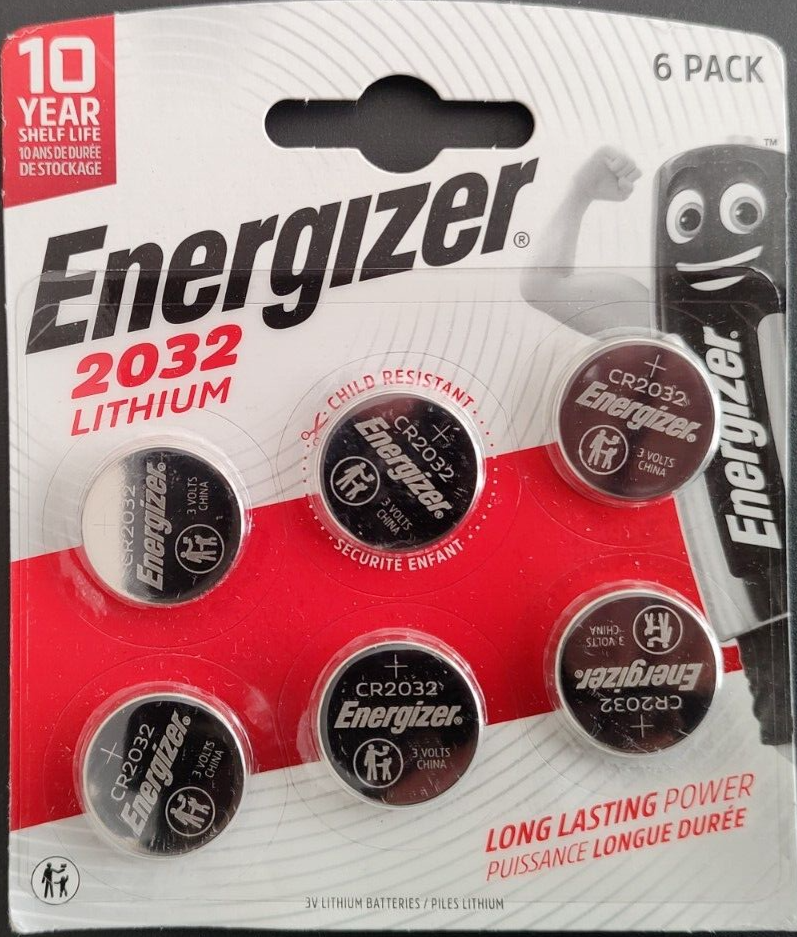 10
YEAR
SHELF LIFE
10 ANS DE DURÉE
DE STOCKAGE
6 PACK
Energizer®
2032
LITHIUM
™
Energizer.
CHILD RESISTANT
SÉCURITÉ ENFANT
+
CR2032
Energizer®
3 VOLTS
CHINA
+
CR2032
Energizer®
3 VOLTS
CHINA
+
CR2032
Energizer®
3 VOLTS
CHINA
+
CR2032
Energizer®
3 VOLTS
CHINA
+
CR2032
Energizer®
3 VOLTS
CHINA
+
CR2032
Energizer®
3 VOLTS
CHINA
LONG LASTING POWER
PUISSANCE LONGUE DURÉE
3V LITHIUM BATTERIES / PILES LITHIUM